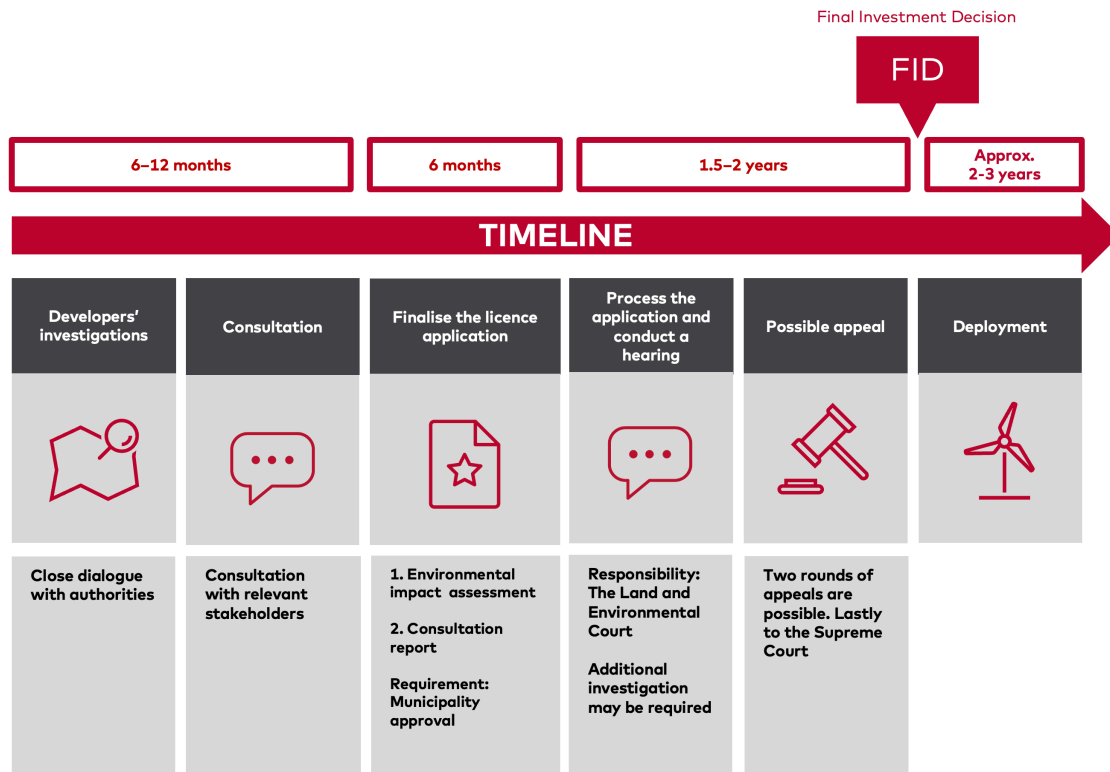 Final Investment Decision
FID
6–12 months
6 months
1.5–2 years
Approx.
2-3 years
TIMELINE
Developers’
investigations
Consultation
Finalise the licence
application
Process the
application and
conduct a
hearing
Possible appeal
Deployment
Close dialogue
with authorities
Consultation
with relevant
stakeholders
1. Environmental
impact assessment
2. Consultation
report
Requirement:
Municipality
approval
Responsibility:
The Land and
Environmental
Court
Additional
investigation
may be required
Two rounds of
appeals are
possible. Lastly
to the Supreme
Court